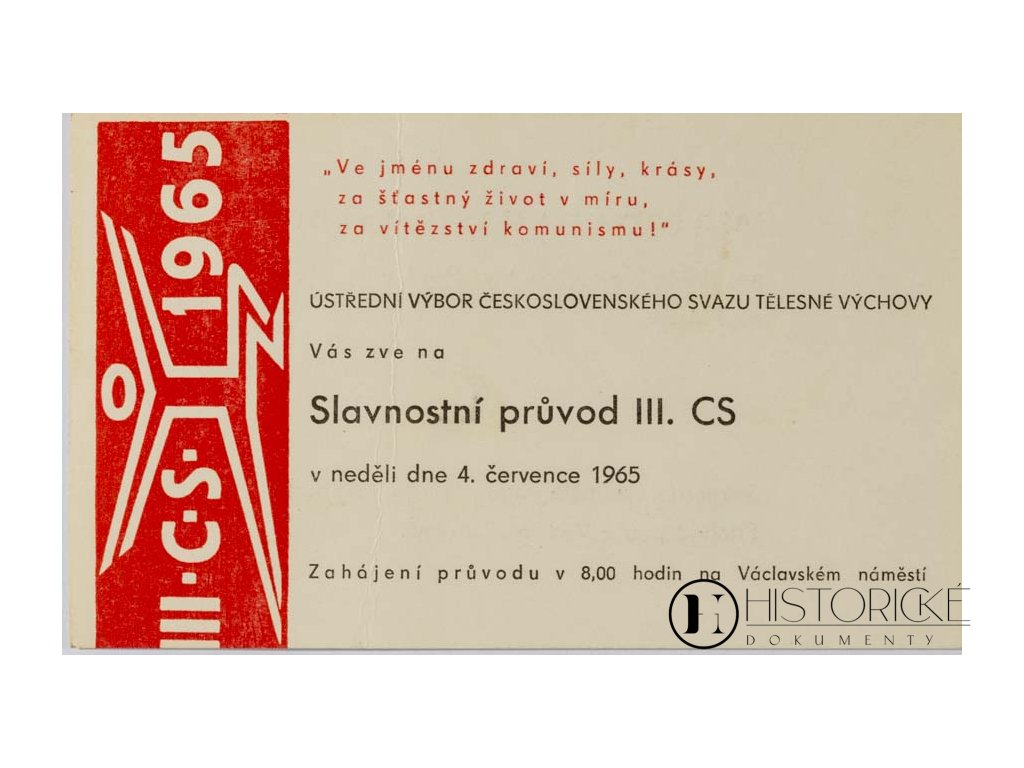 III.C.S. 1965
„Ve jménu zdraví, síly, krásy,
za šťastný život v míru,
za vítězství komunismu!“
ÚSTŘEDNÍ VÝBOR ČESKOSLOVENSKÉHO SVAZU TĚLESNÉ VÝCHOVY
Vás zve na
Slavnostní průvod III. CS
v neděli dne 4. července 1965
Zahájení průvodu v 8,00 hodin na Václavském náměstí
HISTORICKÉ
DOKUMENTY